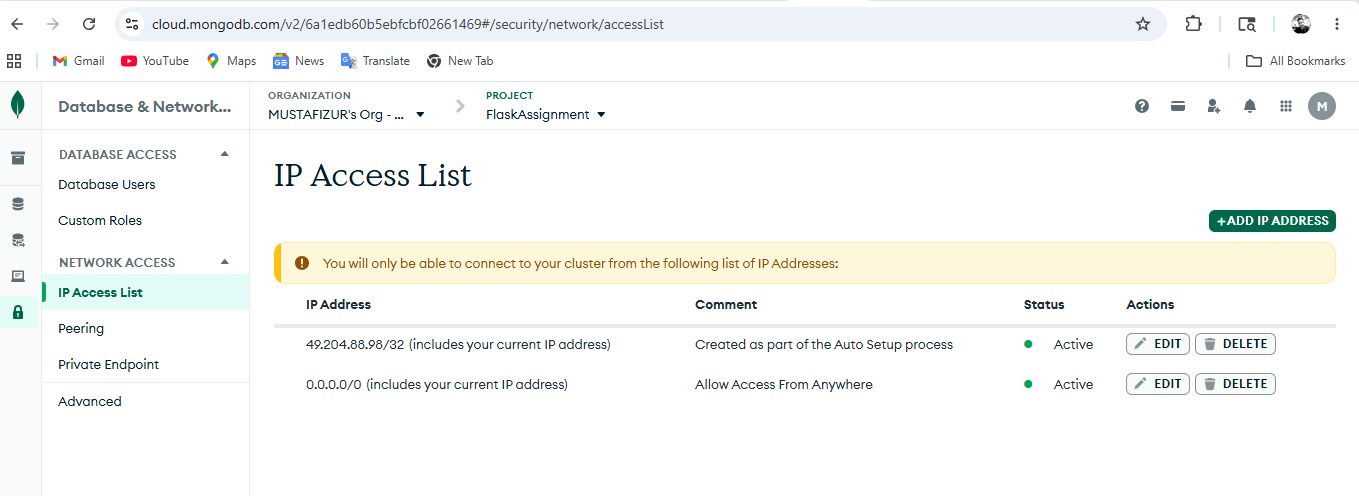 cloud.mongodb.com/v2/6a1edb60b5ebfcbf02661469#/security/network/accessList
Gmail YouTube Maps News Translate New Tab All Bookmarks
Database & Network...
ORGANIZATION
MUSTAFIZUR's Org - ...
PROJECT
FlaskAssignment
M
DATABASE ACCESS
Database Users
Custom Roles
NETWORK ACCESS
IP Access List
Peering
Private Endpoint
Advanced
IP Access List
+ADD IP ADDRESS
You will only be able to connect to your cluster from the following list of IP Addresses:
IP Address Comment Status Actions
49.204.88.98/32 (includes your current IP address) Created as part of the Auto Setup process Active EDIT DELETE
0.0.0.0/0 (includes your current IP address) Allow Access From Anywhere Active EDIT DELETE